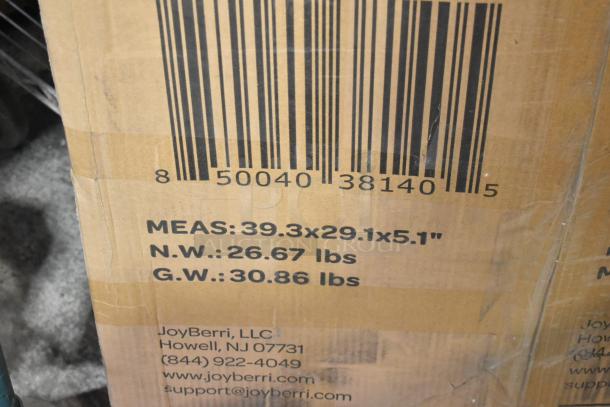 8 50040 38140 5
MEAS: 39.3x29.1x5.1"
N.W.: 26.67 lbs
G.W.: 30.86 lbs
JoyBerri, LLC
Howell, NJ 07731
(844) 922-4049
www.joyberri.com
support@joyberri.com